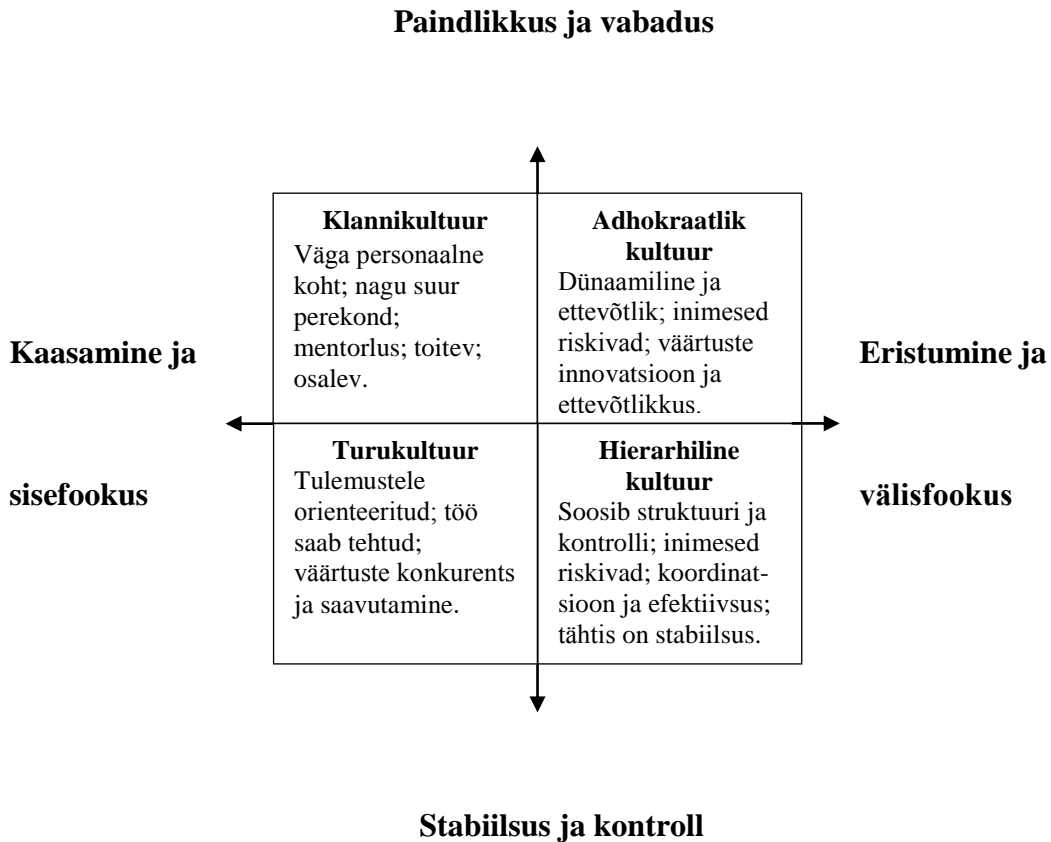 Paindlikkus ja vabadus
Klannikultuur
Väga personaalne
koht; nagu suur
perekond;
mentorlus; toitev;
osalev.
Adhokraatlik
kultuur
Dünaamiline ja
ettevõtlik; inimesed
riskivad; väärtuste
innovatsioon ja
ettevõtlikkus.
Kaasamine ja
sisefookus
Eristumine ja
välisfookus
Turukultuur
Tulemustele
orienteeritud; töö
saab tehtud;
väärtuste konkurents
ja saavutamine.
Hierarhiline
kultuur
Soosib struktuuri ja
kontrolli; inimesed
riskivad; koordinat-
sioon ja efektiivsus;
tähtis on stabiilsus.
Stabiilsus ja kontroll